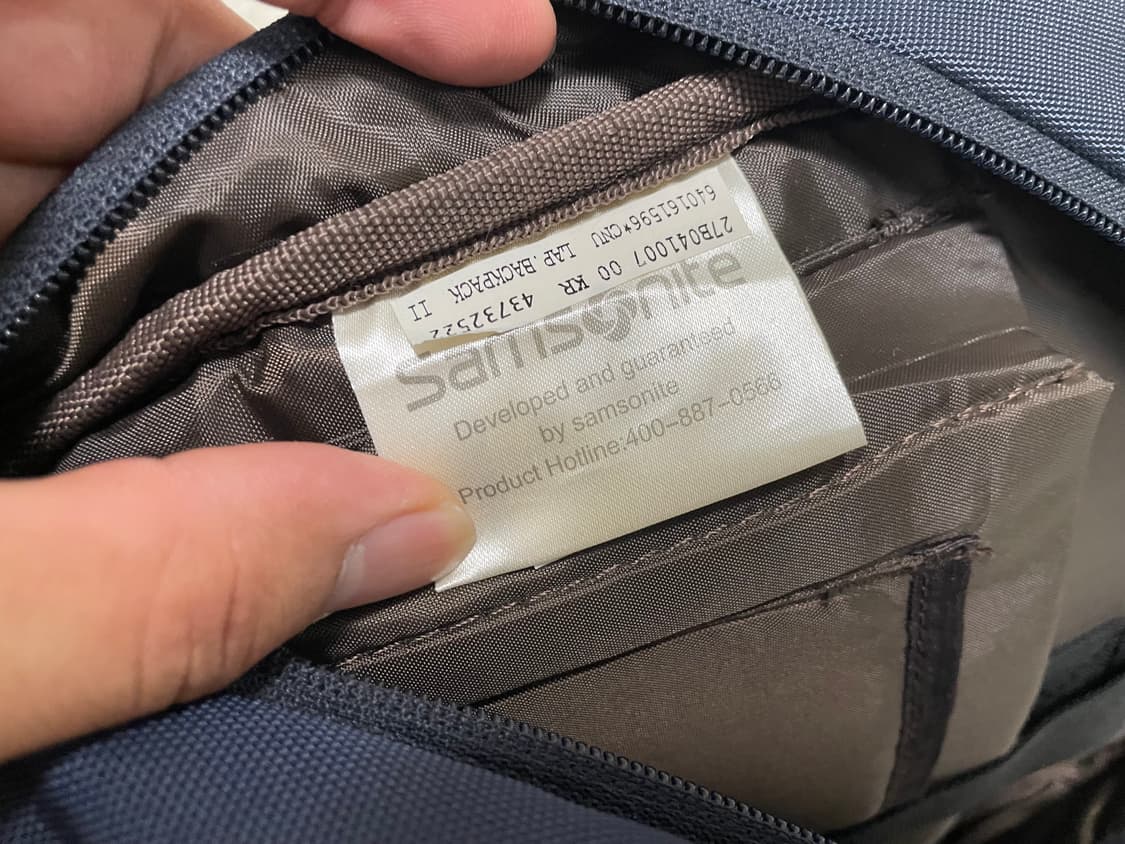 27B041007 00 KR
640161596*CNU LAP.BACKPACK II
samsonite
Developed and guaranteed
by samsonite
Product Hotline:400-887-0566